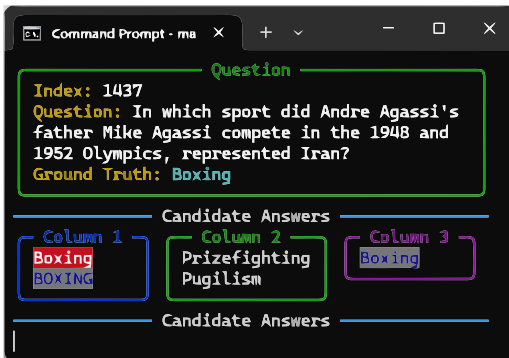 Command Prompt - ma
Question
Index: 1437
Question: In which sport did Andre Agassi's
father Mike Agassi compete in the 1948 and
1952 Olympics, represented Iran?
Ground Truth: Boxing
Candidate Answers
Column 1 Column 2 Column 3
Boxing Prizefighting Boxing
BOXING Pugilism
Candidate Answers